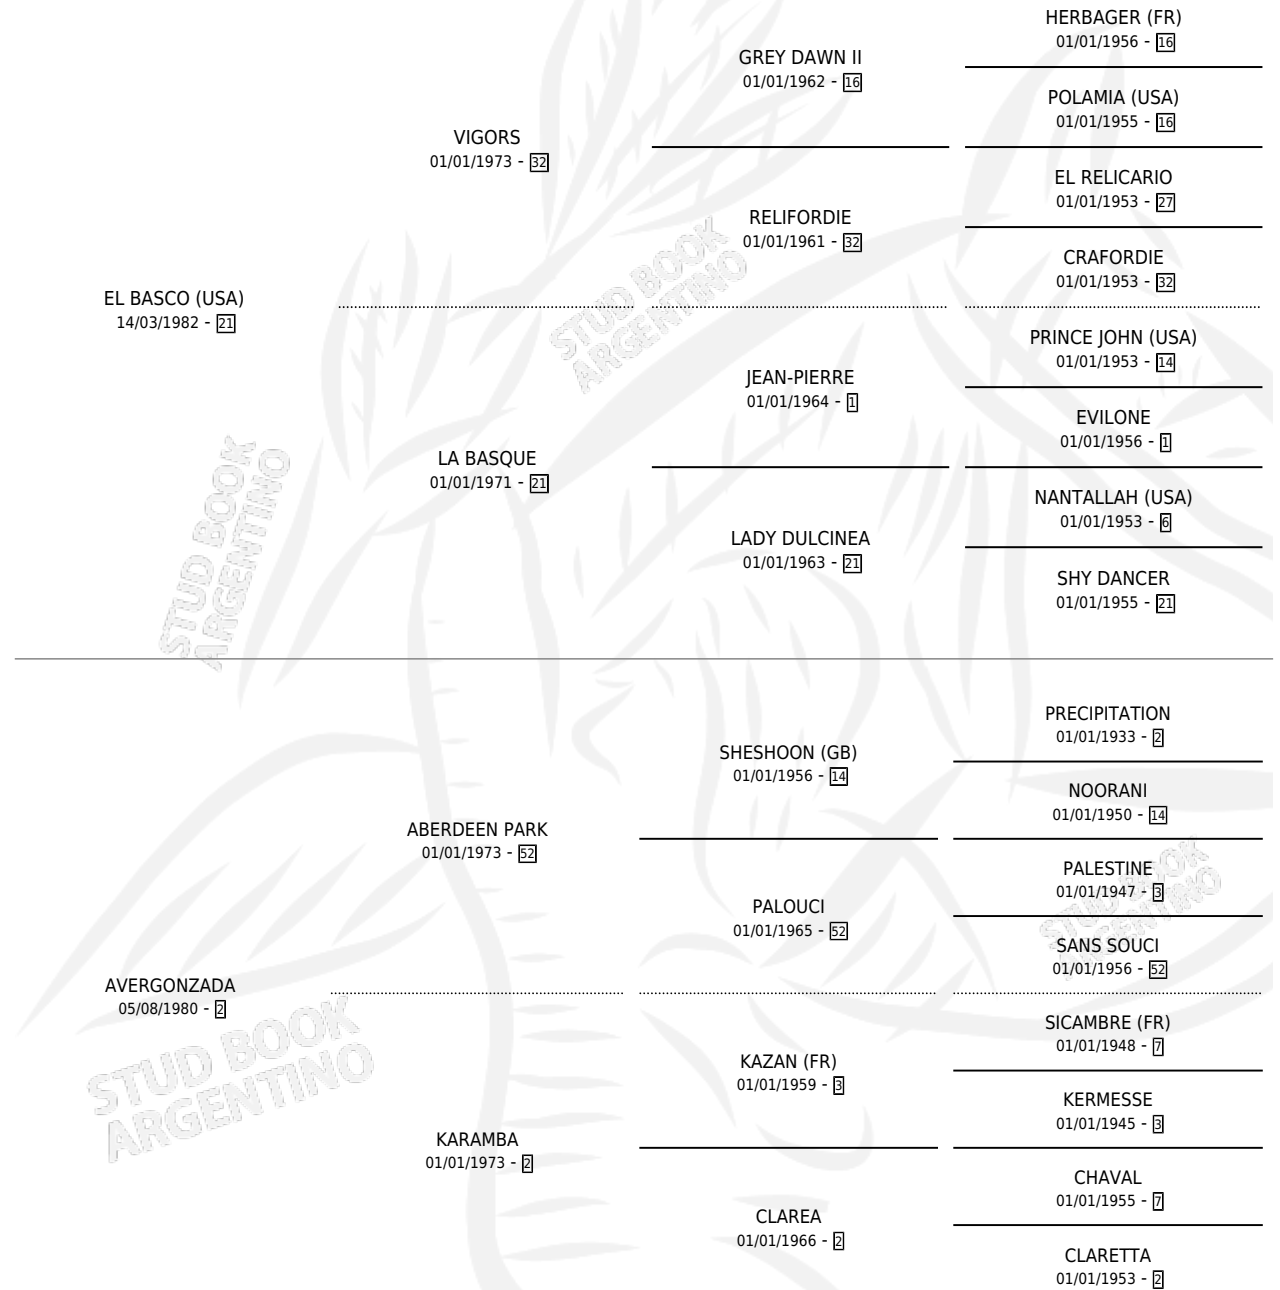 HERBAGER (FR)
01/01/1956 - 16
GREY DAWN II
01/01/1962 - 16
POLAMIA (USA)
01/01/1955 - 16
VIGORS
01/01/1973 - 32
EL RELICARIO
01/01/1953 - 27
RELIFORDIE
01/01/1961 - 32
CRAFORDIE
01/01/1953 - 32
EL BASCO (USA)
14/03/1982 - 21
PRINCE JOHN (USA)
01/01/1953 - 14
JEAN-PIERRE
01/01/1964 - 1
EVILONE
01/01/1956 - 1
LA BASQUE
01/01/1971 - 21
NANTALLAH (USA)
01/01/1953 - 6
LADY DULCINEA
01/01/1963 - 21
SHY DANCER
01/01/1955 - 21
PRECIPITATION
01/01/1933 - 2
SHESHOON (GB)
01/01/1956 - 14
NOORANI
01/01/1950 - 14
ABERDEEN PARK
01/01/1973 - 52
PALESTINE
01/01/1947 - 3
PALOUCI
01/01/1965 - 52
SANS SOUCI
01/01/1956 - 52
AVERGONZADA
05/08/1980 - 2
SICAMBRE (FR)
01/01/1948 - 7
KAZAN (FR)
01/01/1959 - 3
KERMESSE
01/01/1945 - 3
KARAMBA
01/01/1973 - 2
CHAVAL
01/01/1955 - 7
CLAREA
01/01/1966 - 2
CLARETTA
01/01/1953 - 2
STUD BOOK
ARGENTINO
STUD BOOK
ARGENTINO
STUD BOOK
ARGENTINO
STUD BOOK
ARGENTINO